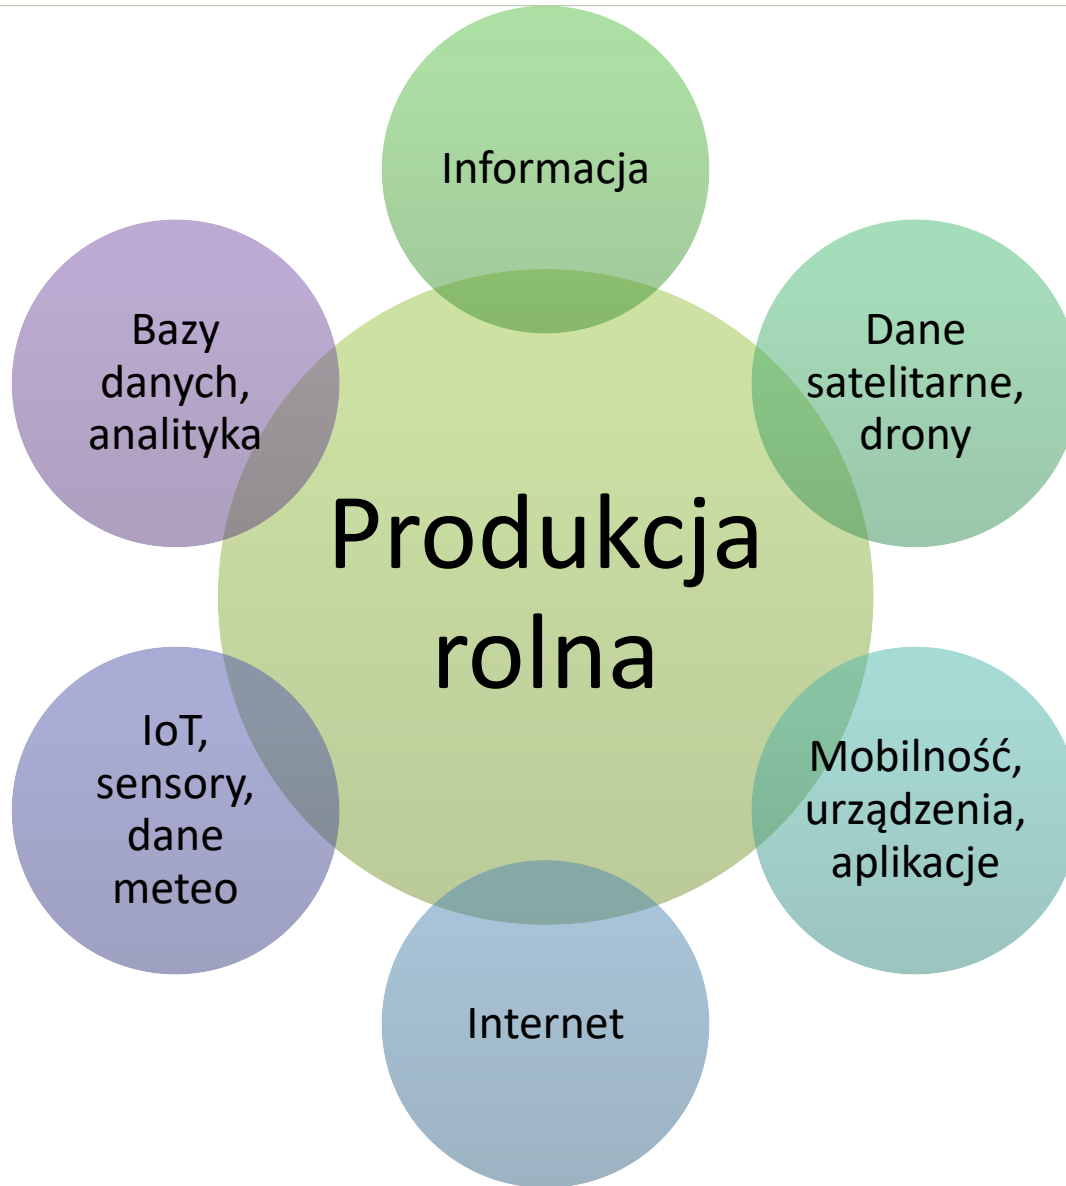 Informacja
Bazy
danych,
analityka
Dane
satelitarne,
drony
Produkcja
rolna
IoT,
sensory,
dane
meteo
Mobilność,
urządzenia,
aplikacje
Internet